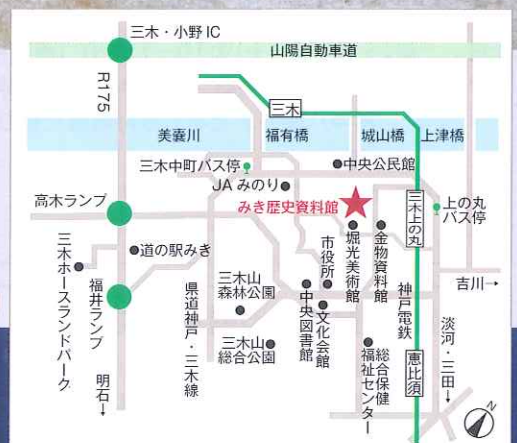 三木・小野IC
山陽自動車道
R175
三木
美嚢川
福有橋
城山橋
上津橋
三木中町バス停
中央公民館
JAみのり
高木ランプ
みき歴史資料館
三木上の丸
上の丸
バス停
道の駅みき
三木ホースランドパーク
福井ランプ
県道神戸・三木線
三木山
森林公園
市役所
堀光美術館
金物資料館
吉川→
神戸電鉄
中央図書館
文化会館
三木山
総合公園
総合保健
福祉センター
恵比須
淡河・三田→
明石→
N